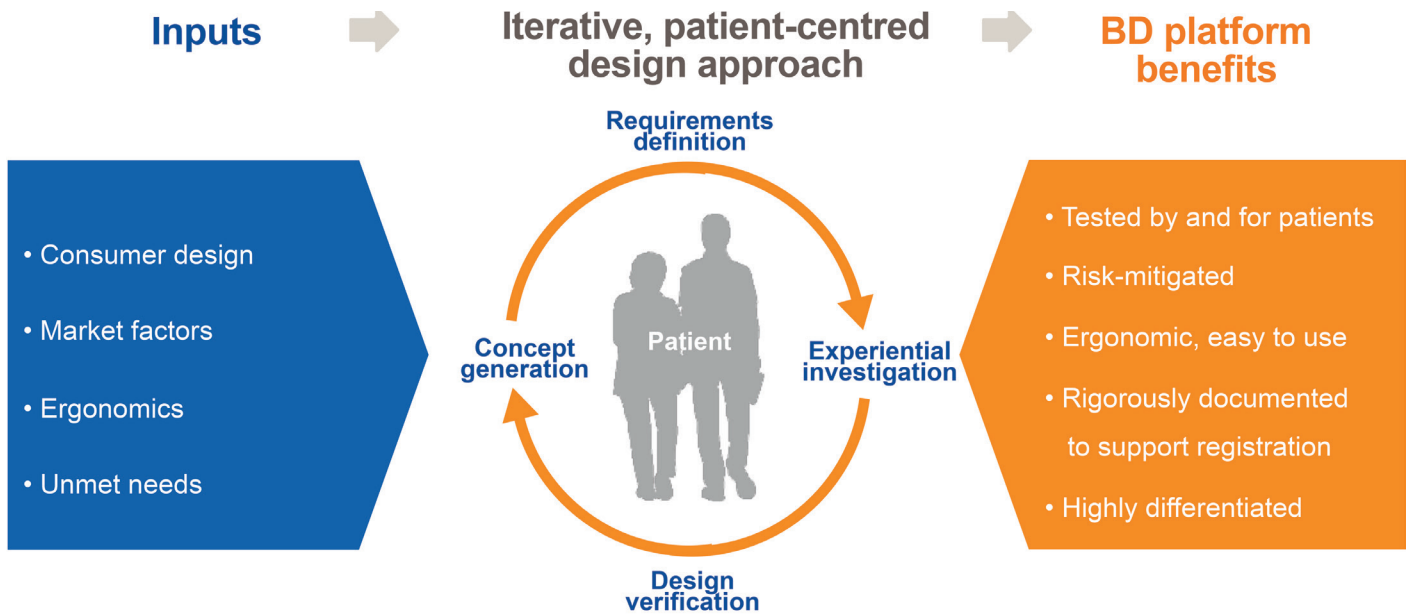 Inputs
Iterative, patient-centred
design approach
BD platform
benefits
• Consumer design
• Market factors
• Ergonomics
• Unmet needs
Requirements
definition
Concept
generation
Patient
Experiential
investigation
Design
verification
• Tested by and for patients
• Risk-mitigated
• Ergonomic, easy to use
• Rigorously documented
to support registration
• Highly differentiated